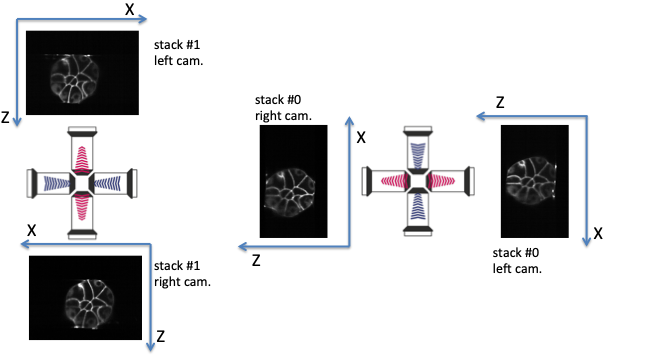 X
stack #1
left cam.
Z
stack #0
right cam.
X
Z
Z
X
stack #0
left cam.
X
stack #1
right cam.
Z